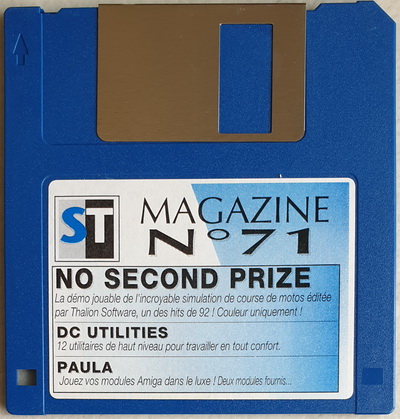 ST MAGAZINE
N°71
NO SECOND PRIZE
La démo jouable de l'incroyable simulation de course de motos éditée
par Thalion Software, un des hits de 92 ! Couleur uniquement !
DC UTILITIES
12 utilitaires de haut niveau pour travailler en tout confort.
PAULA
Jouez vos modules Amiga dans le luxe ! Deux modules fournis...